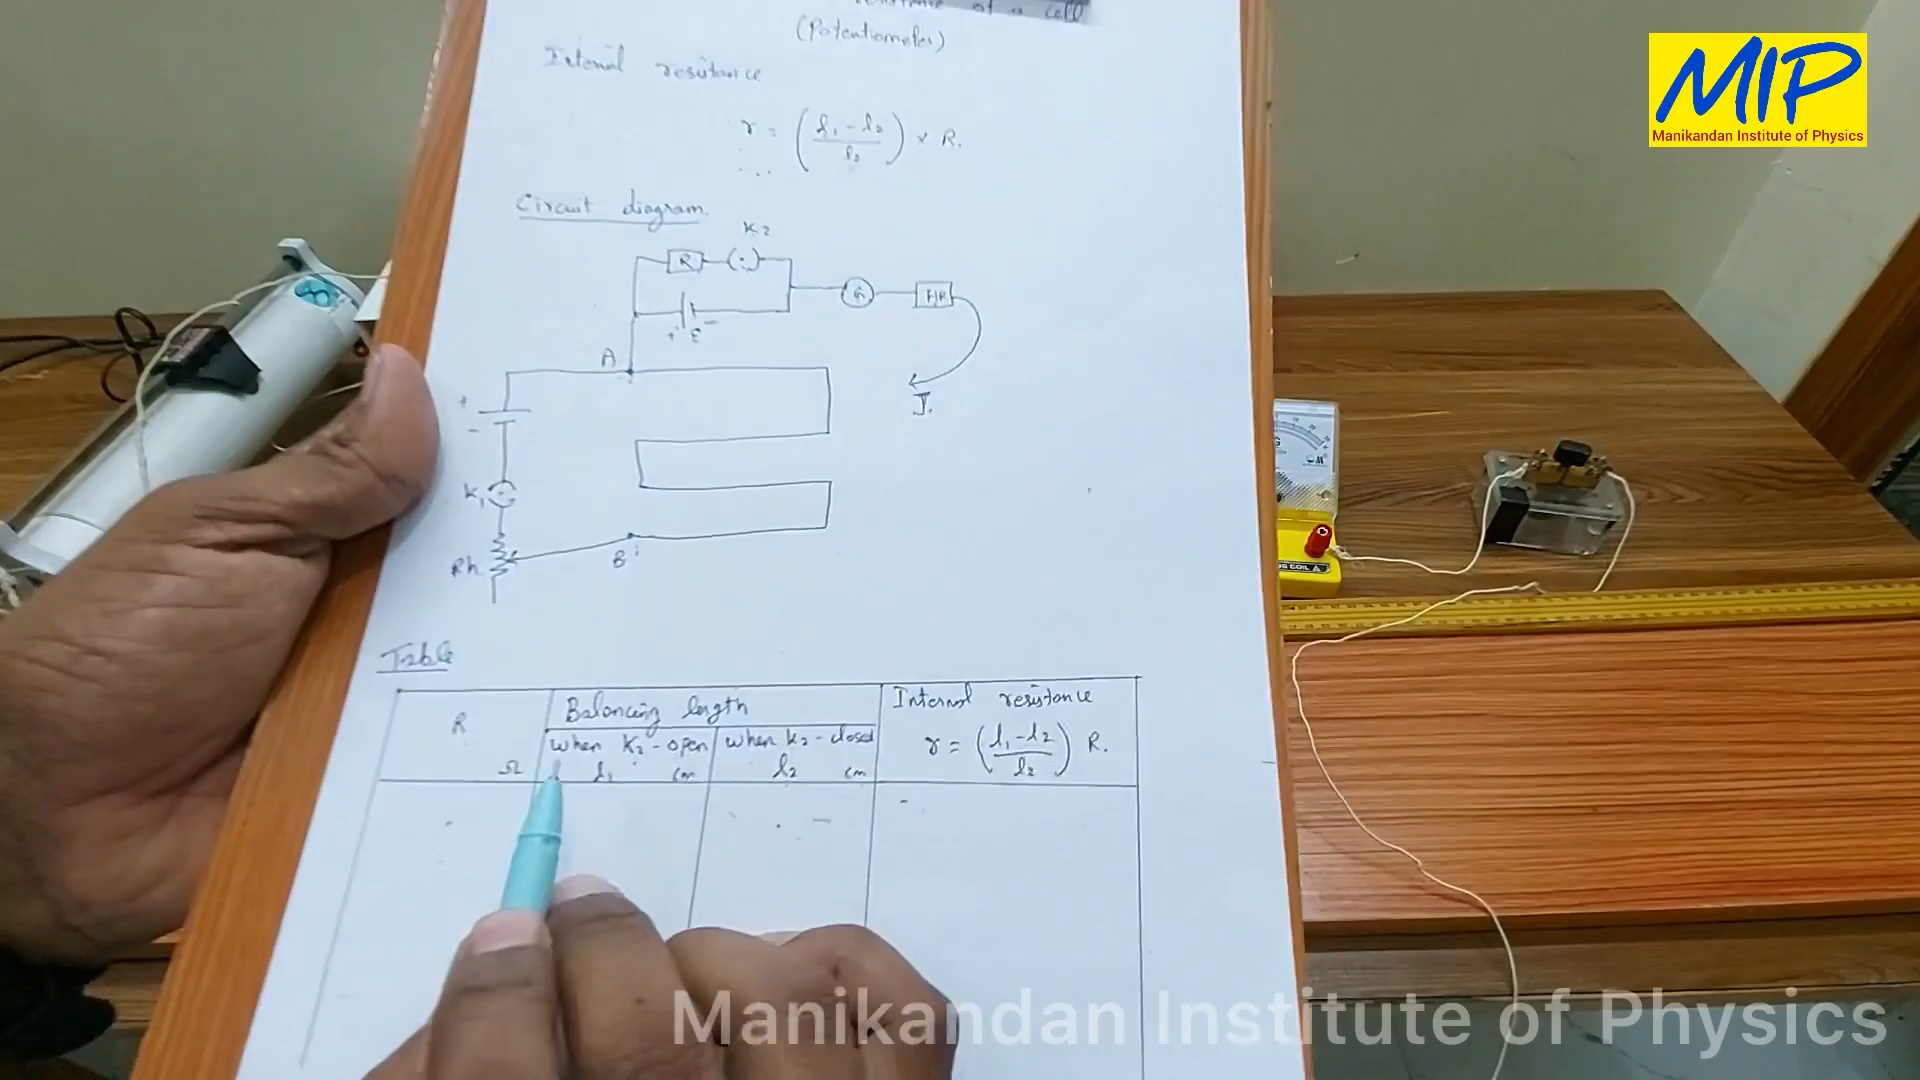 of a cell
(Potentiometer)
Internal resistance
r = (l₁ - l₂ / l₂) × R.
Circuit diagram.
K₂
R
G
HR
+ ε -
J.
A
+
-
K₁
Rh
B
Table
R
Ω
Balancing length
when K₂ - open
l₁ cm
when K₂ - closed
l₂ cm
Internal resistance
r = (l₁ - l₂ / l₂) R.
MIP
Manikandan Institute of Physics
G
Manikandan Institute of Physics